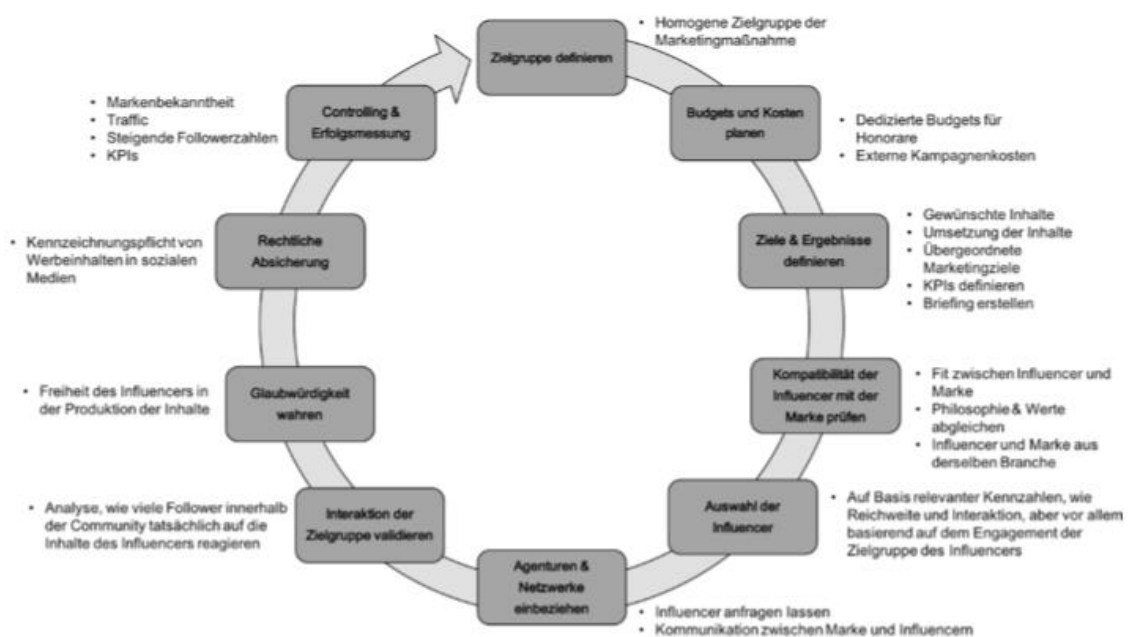 Zielgruppe definieren
• Homogene Zielgruppe der
Marketingmaßnahme
Budgets und Kosten
planen
• Dedizierte Budgets für
Honorare
• Externe Kampagnenkosten
Ziele & Ergebnisse
definieren
• Gewünschte Inhalte
• Umsetzung der Inhalte
• Übergeordnete
Marketingziele
• KPIs definieren
• Briefing erstellen
Kompatibilität der
Influencer mit der
Marke prüfen
• Fit zwischen Influencer und
Marke
• Philosophie & Werte
abgleichen
• Influencer und Marke aus
derselben Branche
Auswahl der
Influencer
• Auf Basis relevanter Kennzahlen, wie
Reichweite und Interaktion, aber vor allem
basierend auf dem Engagement der
Zielgruppe des Influencers
Agenturen &
Netzwerke
einbeziehen
• Influencer anfragen lassen
• Kommunikation zwischen Marke und Influencern
Interaktion der
Zielgruppe validieren
• Analyse, wie viele Follower innerhalb
der Community tatsächlich auf die
Inhalte des Influencers reagieren
Glaubwürdigkeit
wahren
• Freiheit des Influencers in
der Produktion der Inhalte
Rechtliche
Absicherung
• Kennzeichnungspflicht von
Werbeinhalten in sozialen
Medien
Controlling &
Erfolgsmessung
• Markenbekanntheit
• Traffic
• Steigende Followerzahlen
• KPIs